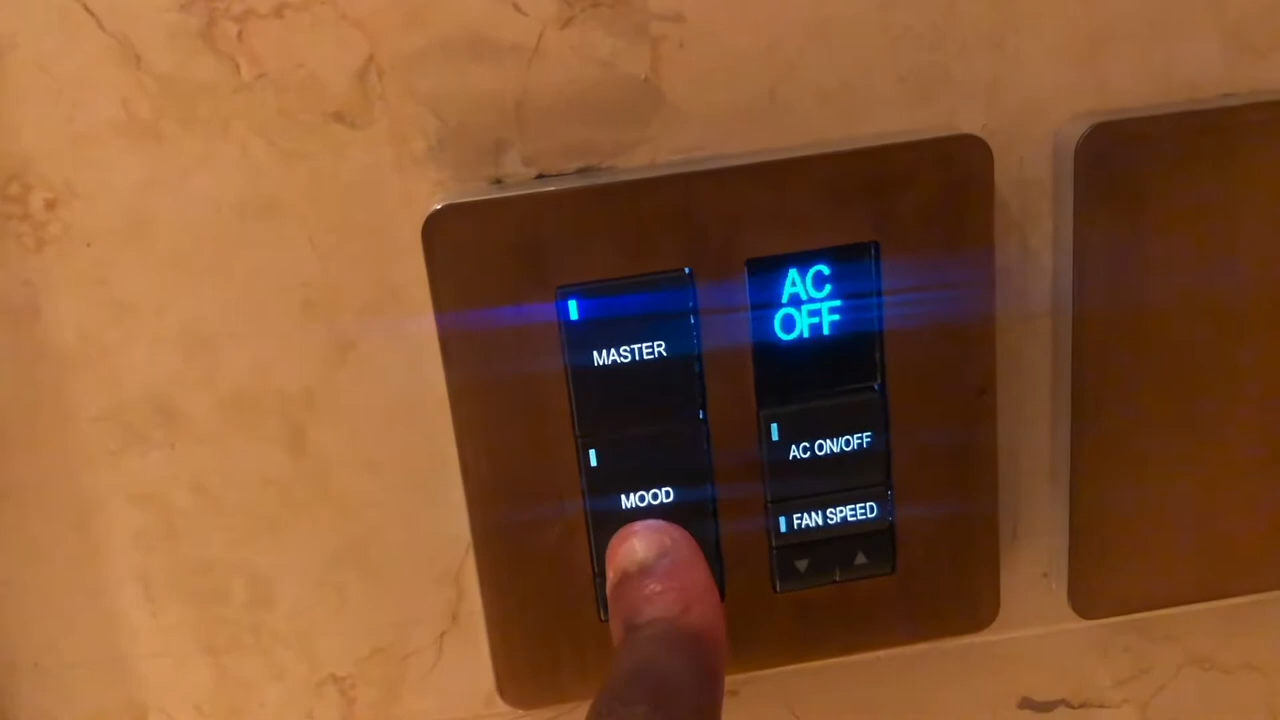 MASTER
MOOD
AC
OFF
AC ON/OFF
FAN SPEED